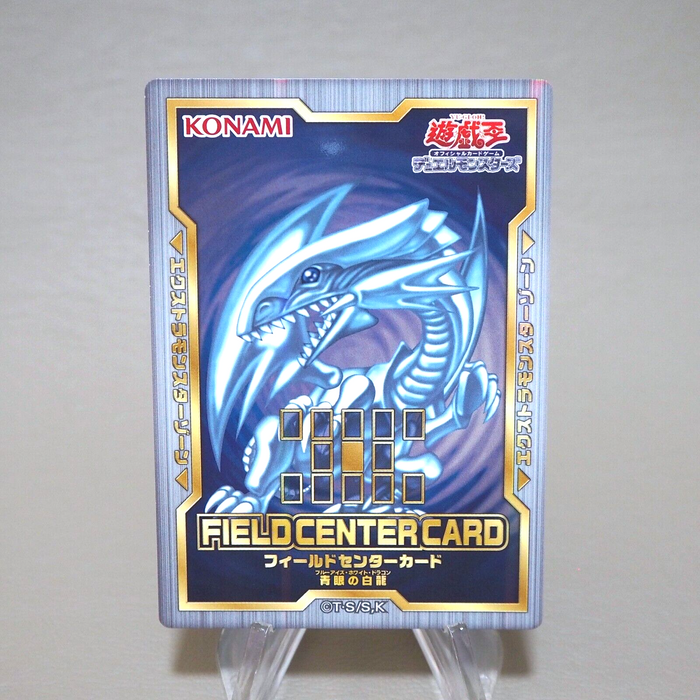 KONAMI
YU-GI-OH!
遊戯王
オフィシャルカードゲーム
デュエルモンスターズ
エクストラモンスターゾーン
エクストラモンスターゾーン
FIELD CENTER CARD
フィールドセンターカード
ブルーアイズ・ホワイト・ドラゴン
青眼の白龍
©T·S/S,K